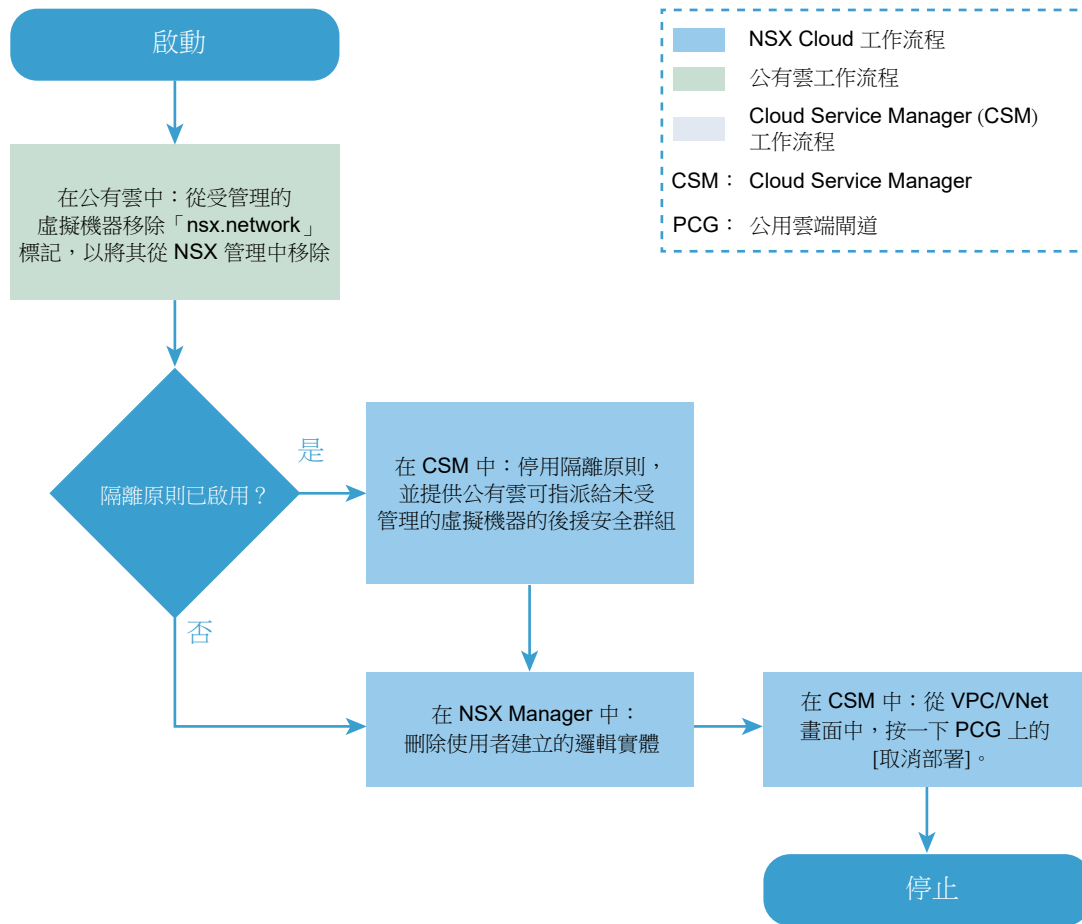 啟動
在公有雲中：從受管理的
虛擬機器移除「nsx.network」
標記，以將其從 NSX 管理中移除
隔離原則已啟用？
是
否
在 CSM 中：停用隔離原則，
並提供公有雲可指派給未受
管理的虛擬機器的後援安全群組
在 NSX Manager 中：
刪除使用者建立的邏輯實體
在 CSM 中：從 VPC/VNet
畫面中，按一下 PCG 上的
[取消部署]。
停止
NSX Cloud 工作流程
公有雲工作流程
Cloud Service Manager (CSM)
工作流程
CSM： Cloud Service Manager
PCG： 公用雲端閘道